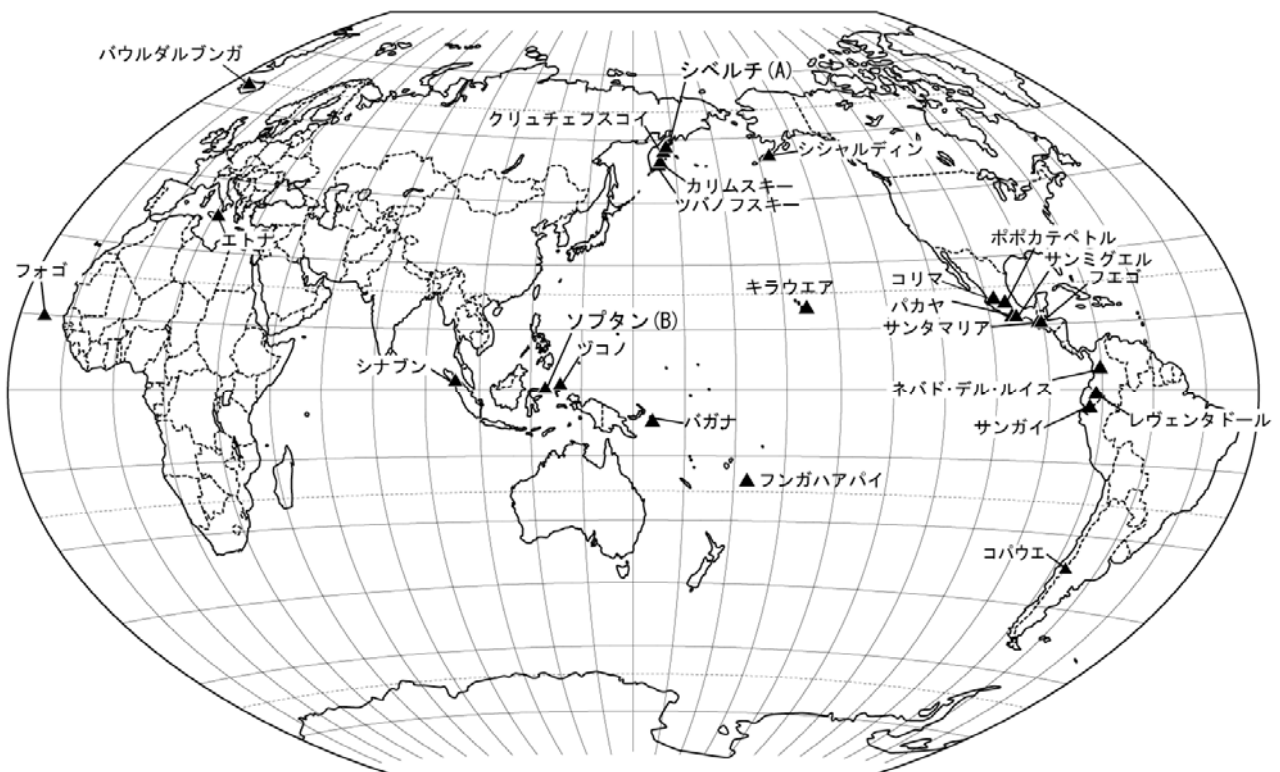 バウルダルブンガ
シベルチ(A)
クリュチェフスコイ
シシャルディン
カリムスキー
ツパノフスキー
エトナ
ポポカテペトル
サンミグエル
フエゴ
コリマ
フォゴ
キラウエア
パカヤ
サンタマリア
ソプタン(B)
ヅコノ
シナブン
ネバド・デル・ルイス
バガナ
サンガイ
レヴェンタドール
フンガハアパイ
コパウエ